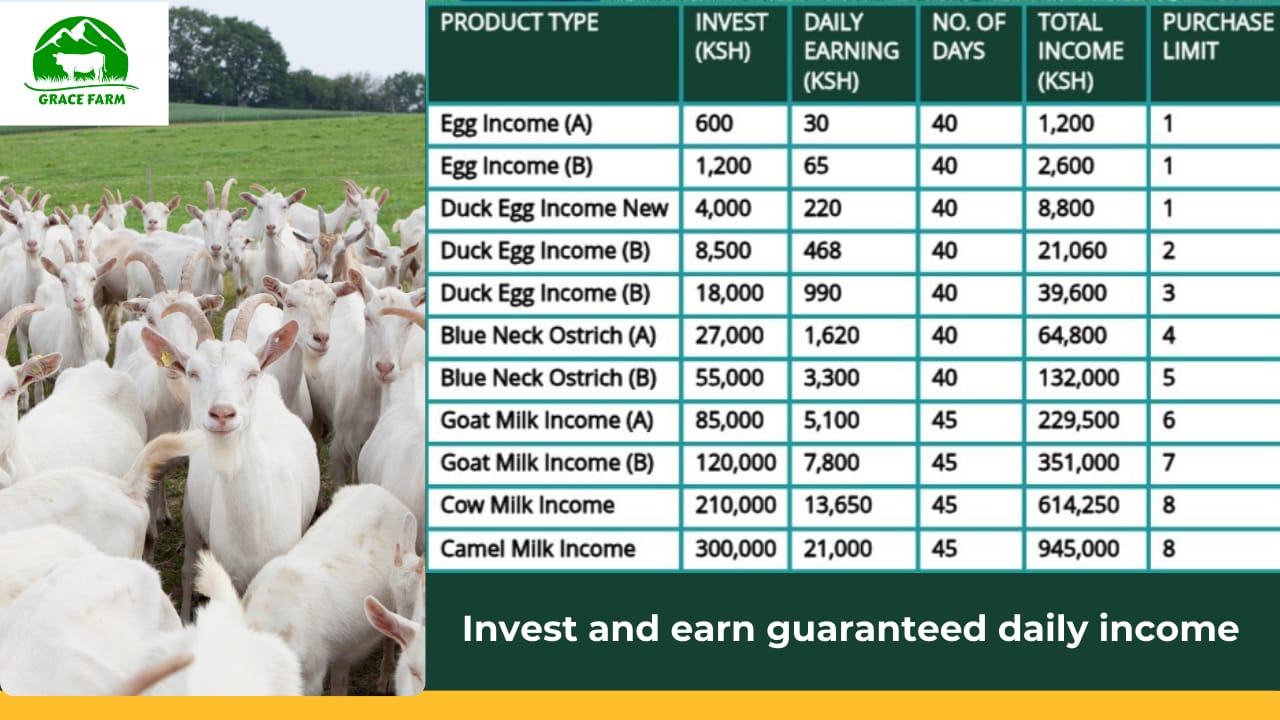 GRACE FARM
PRODUCT TYPE INVEST (KSH) DAILY EARNING (KSH) NO. OF DAYS TOTAL INCOME (KSH) PURCHASE LIMIT
Egg Income (A) 600 30 40 1,200 1
Egg Income (B) 1,200 65 40 2,600 1
Duck Egg Income New 4,000 220 40 8,800 1
Duck Egg Income (B) 8,500 468 40 21,060 2
Duck Egg Income (B) 18,000 990 40 39,600 3
Blue Neck Ostrich (A) 27,000 1,620 40 64,800 4
Blue Neck Ostrich (B) 55,000 3,300 40 132,000 5
Goat Milk Income (A) 85,000 5,100 45 229,500 6
Goat Milk Income (B) 120,000 7,800 45 351,000 7
Cow Milk Income 210,000 13,650 45 614,250 8
Camel Milk Income 300,000 21,000 45 945,000 8
Invest and earn guaranteed daily income